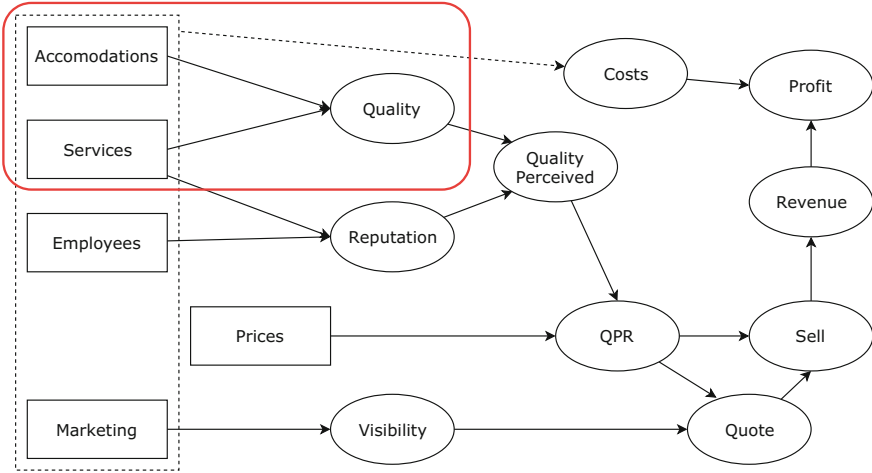 Accomodations
Costs
Profit
Quality
Services
Quality
Perceived
Revenue
Employees
Reputation
Prices
QPR
Sell
Marketing
Visibility
Quote